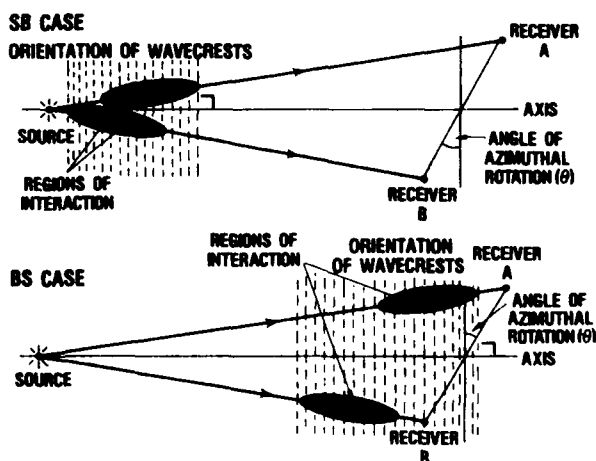 SB CASE
ORIENTATION OF WAVECRESTS
RECEIVER
A
AXIS
SOURCE
ANGLE OF
AZIMUTHAL
ROTATION (θ)
REGIONS OF
INTERACTION
RECEIVER
B
BS CASE
REGIONS OF
INTERACTION
ORIENTATION
OF WAVECRESTS
RECEIVER
A
ANGLE OF
AZIMUTHAL
ROTATION (θ)
AXIS
SOURCE
RECEIVER
B